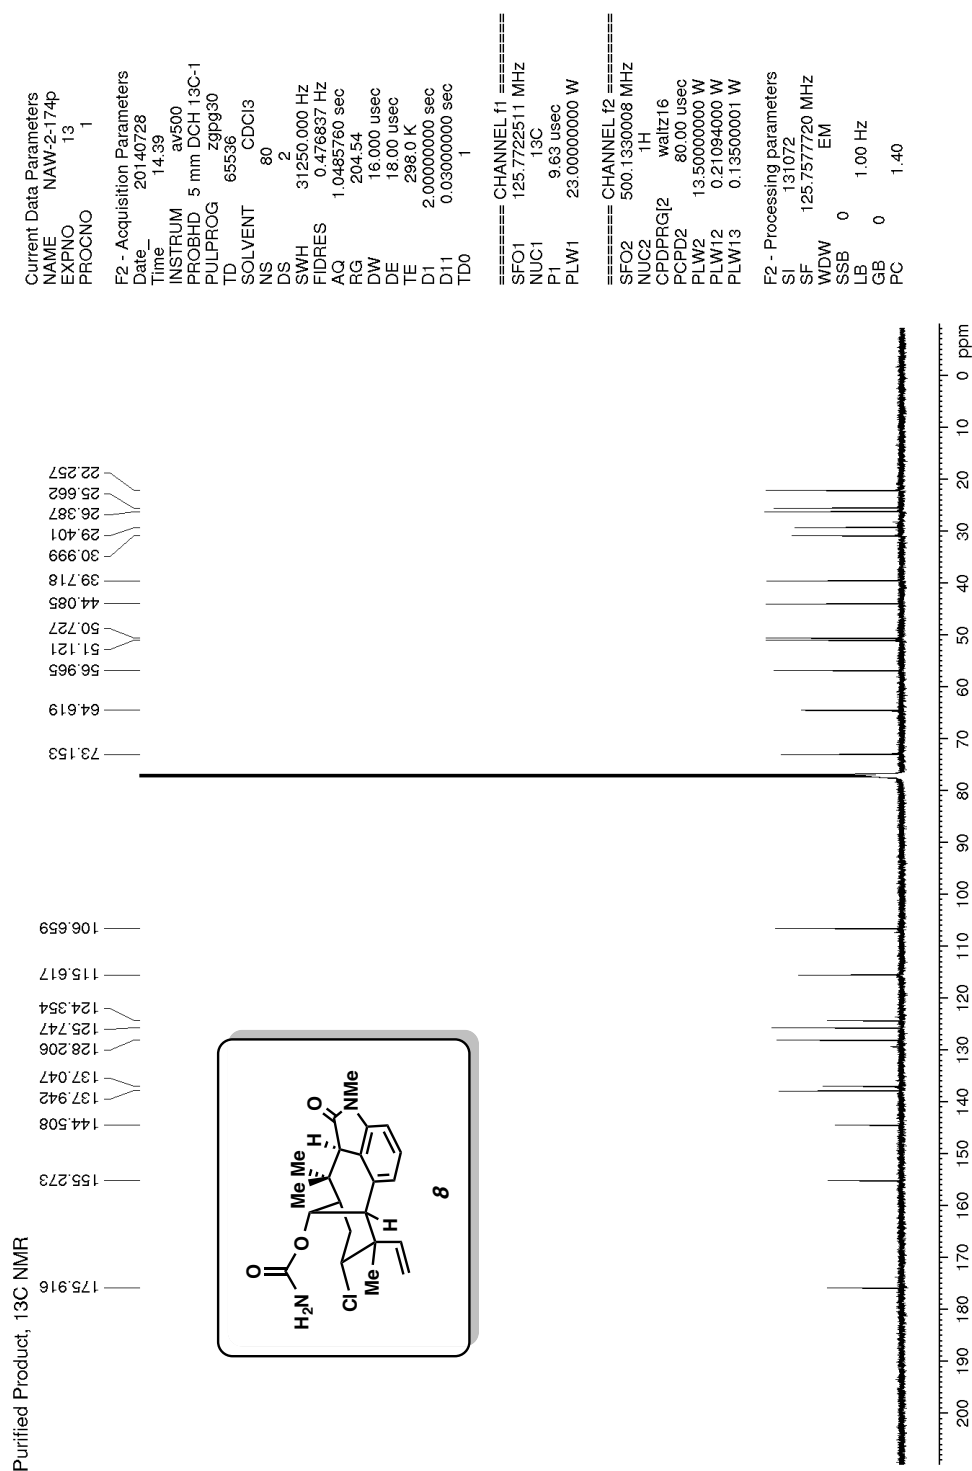 Purified Product, 13C NMR
175.916
155.273
144.508
137.942
137.047
128.206
125.747
124.354
115.617
106.659
73.153
64.619
56.965
51.121
50.727
44.085
39.718
30.999
29.401
26.387
25.662
22.257
O
H2N
O
Cl
Me
Me Me
H
O
NMe
H
8
200 190 180 170 160 150 140 130 120 110 100 90 80 70 60 50 40 30 20 10 0 ppm
Current Data Parameters
NAME NAW-2-174p
EXPNO 13
PROCNO 1
F2 - Acquisition Parameters
Date_ 20140728
Time 14.39
INSTRUM av500
PROBHD 5 mm DCH 13C-1
PULPROG zgpg30
TD 65536
SOLVENT CDCl3
NS 80
DS 2
SWH 31250.000 Hz
FIDRES 0.476837 Hz
AQ 1.0485760 sec
RG 204.54
DW 16.000 usec
DE 18.00 usec
TE 298.0 K
D1 2.00000000 sec
D11 0.03000000 sec
TD0 1
======== CHANNEL f1 ========
SFO1 125.7722511 MHz
NUC1 13C
P1 9.63 usec
PLW1 23.00000000 W
======== CHANNEL f2 ========
SFO2 500.1330008 MHz
NUC2 1H
CPDPRG[2 waltz16
PCPD2 80.00 usec
PLW2 13.50000000 W
PLW12 0.21094000 W
PLW13 0.13500001 W
F2 - Processing parameters
SI 131072
SF 125.7577720 MHz
WDW EM
SSB 0
LB 1.00 Hz
GB 0
PC 1.40